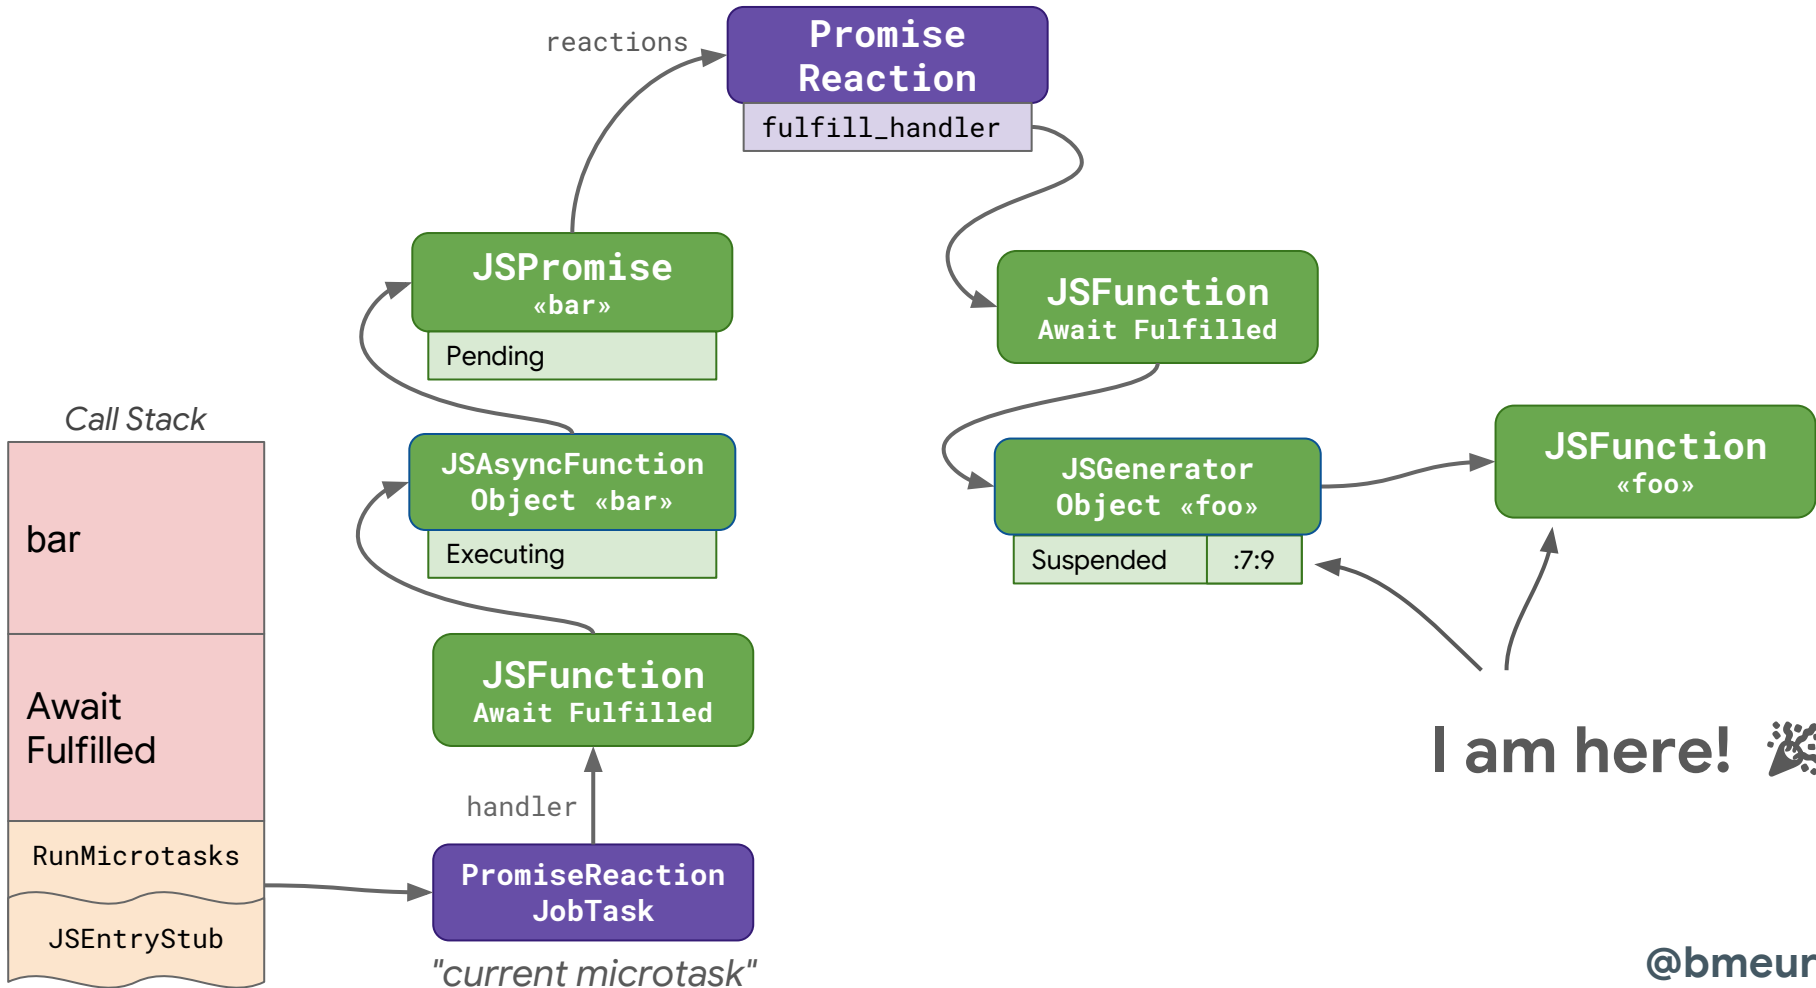 reactions
Promise
Reaction
fulfill_handler
JSPromise
«bar»
Pending
JSFunction
Await Fulfilled
Call Stack
bar
Await
Fulfilled
RunMicrotasks
JSEntryStub
JSAsyncFunction
Object «bar»
Executing
JSGenerator
Object «foo»
Suspended
:7:9
JSFunction
«foo»
JSFunction
Await Fulfilled
handler
PromiseReaction
JobTask
"current microtask"
I am here!
@bmeur